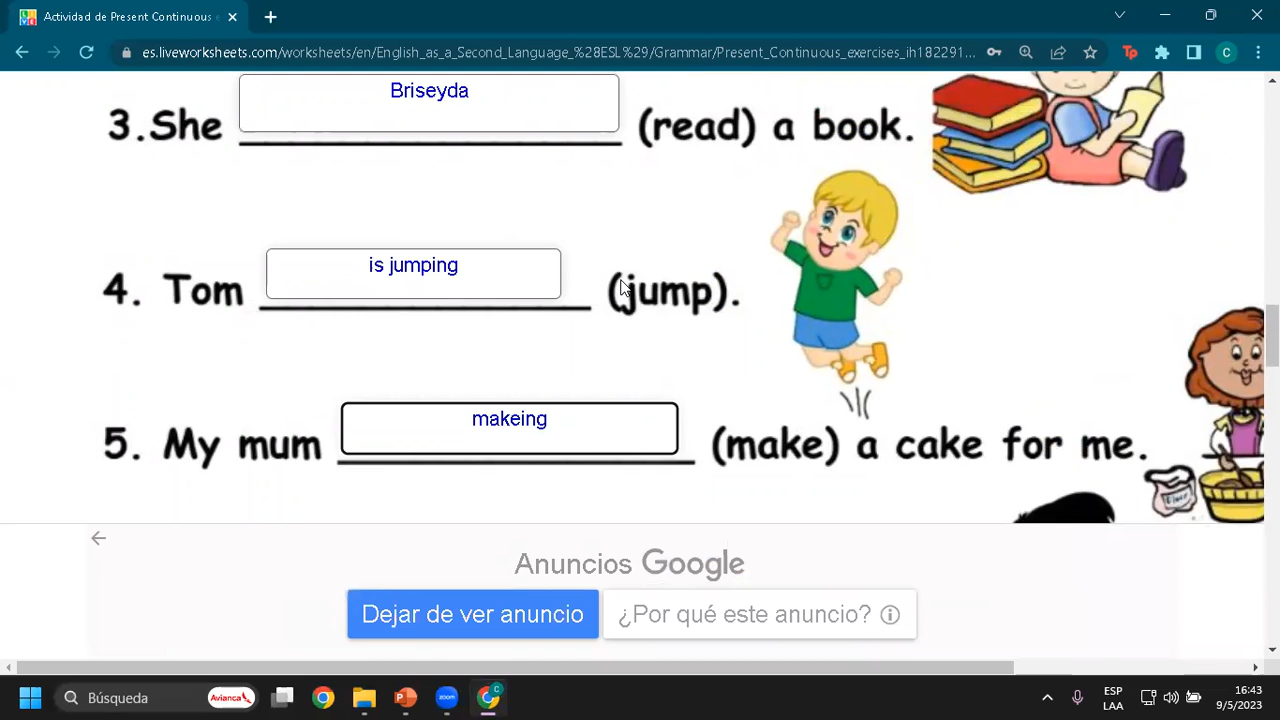 Actividad de Present Continuous e
es.liveworksheets.com/worksheets/en/English_as_a_Second_Language_%28ESL%29/Grammar/Present_Continuous_exercises_ih182291...
Briseyda
3.She (read) a book.
is jumping
4. Tom (jump).
makeing
5. My mum (make) a cake for me.
Anuncios Google
Dejar de ver anuncio
¿Por qué este anuncio?
Búsqueda
Avianca
zoom
ESP
LAA
16:43
9/5/2023